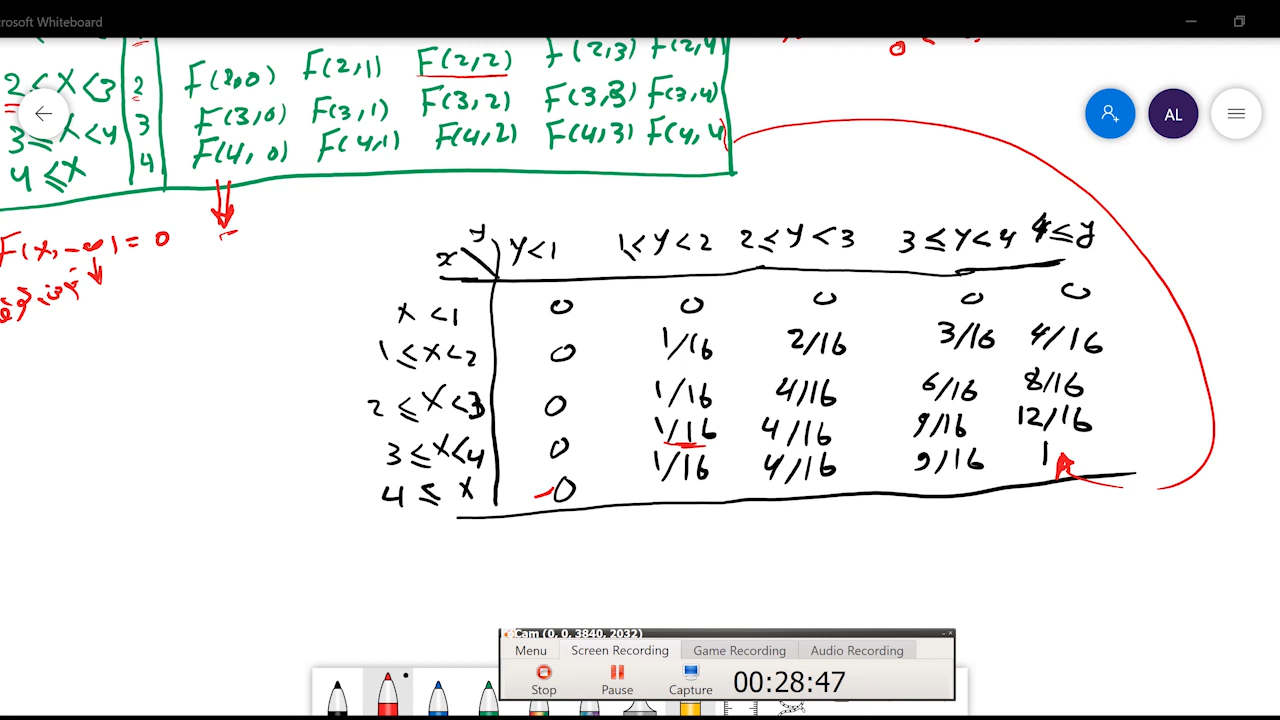 crosoft Whiteboard
F(2,3) F(2,4)
2 ≤ X < 3 2 F(2,0) F(2,1) F(2,2)
3 ≤ X < 4 3 F(3,0) F(3,1) F(3,2) F(3,3) F(3,4)
4 ≤ X 4 F(4,0) F(4,1) F(4,2) F(4,3) F(4,4)
AL
F(x, -∞) = 0
x y y < 1 1 ≤ y < 2 2 ≤ y < 3 3 ≤ y < 4 4 ≤ y
x < 1 0 0 0 0 0
1 ≤ x < 2 0 1/16 2/16 3/16 4/16
2 ≤ x < 3 0 1/16 4/16 6/16 8/16
3 ≤ x < 4 0 1/16 4/16 9/16 12/16
4 ≤ x 0 1/16 4/16 9/16 1
oCam (0, 0, 3840, 2032)
Menu Screen Recording Game Recording Audio Recording
Stop Pause Capture 00:28:47